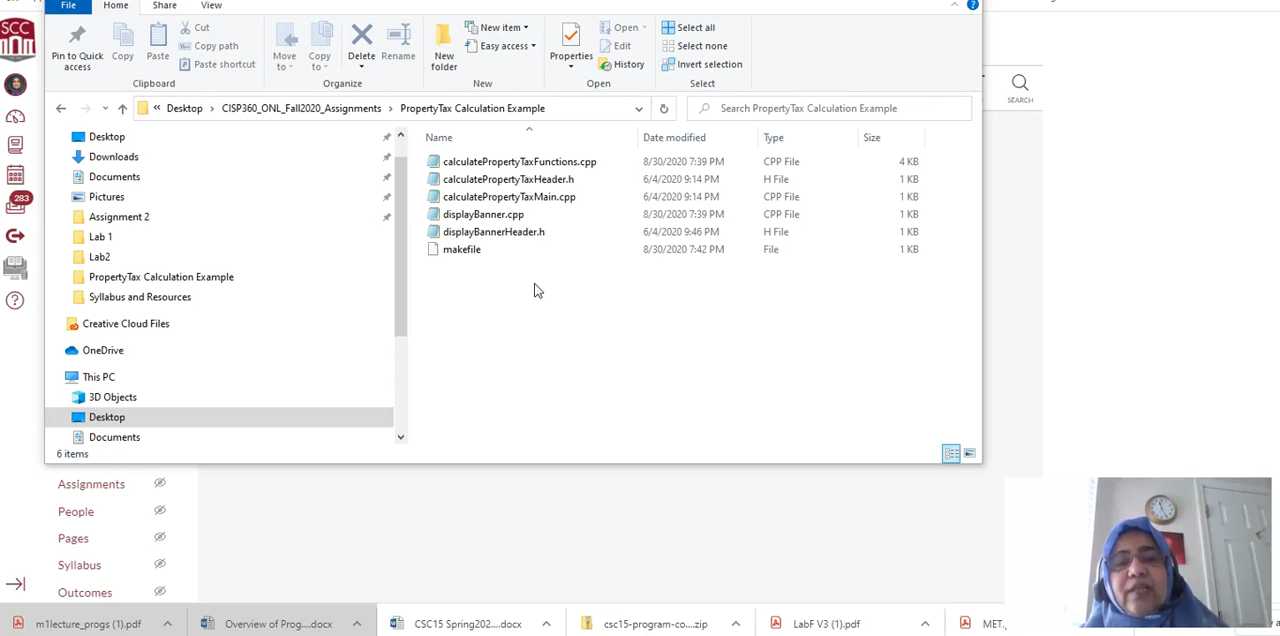 File Home Share View
Pin to Quick access
Copy
Paste
Cut
Copy path
Paste shortcut
Clipboard
Move to
Copy to
Delete
Rename
Organize
New folder
New item
Easy access
New
Properties
Open
Edit
History
Open
Select all
Select none
Invert selection
Select
« Desktop › CISP360_ONL_Fall2020_Assignments › PropertyTax Calculation Example
Search PropertyTax Calculation Example
SCC
283
SEARCH
Desktop
Downloads
Documents
Pictures
Assignment 2
Lab 1
Lab2
PropertyTax Calculation Example
Syllabus and Resources
Creative Cloud Files
OneDrive
This PC
3D Objects
Desktop
Documents
Name Date modified Type Size
calculatePropertyTaxFunctions.cpp 8/30/2020 7:39 PM CPP File 4 KB
calculatePropertyTaxHeader.h 6/4/2020 9:14 PM H File 1 KB
calculatePropertyTaxMain.cpp 6/4/2020 9:14 PM CPP File 1 KB
displayBanner.cpp 8/30/2020 7:39 PM CPP File 1 KB
displayBannerHeader.h 6/4/2020 9:46 PM H File 1 KB
makefile 8/30/2020 7:42 PM File 1 KB
6 items
Assignments
People
Pages
Syllabus
Outcomes
m1lecture_progs (1).pdf
Overview of Prog....docx
CSC15 Spring202....docx
csc15-program-co....zip
LabF V3 (1).pdf
MET.